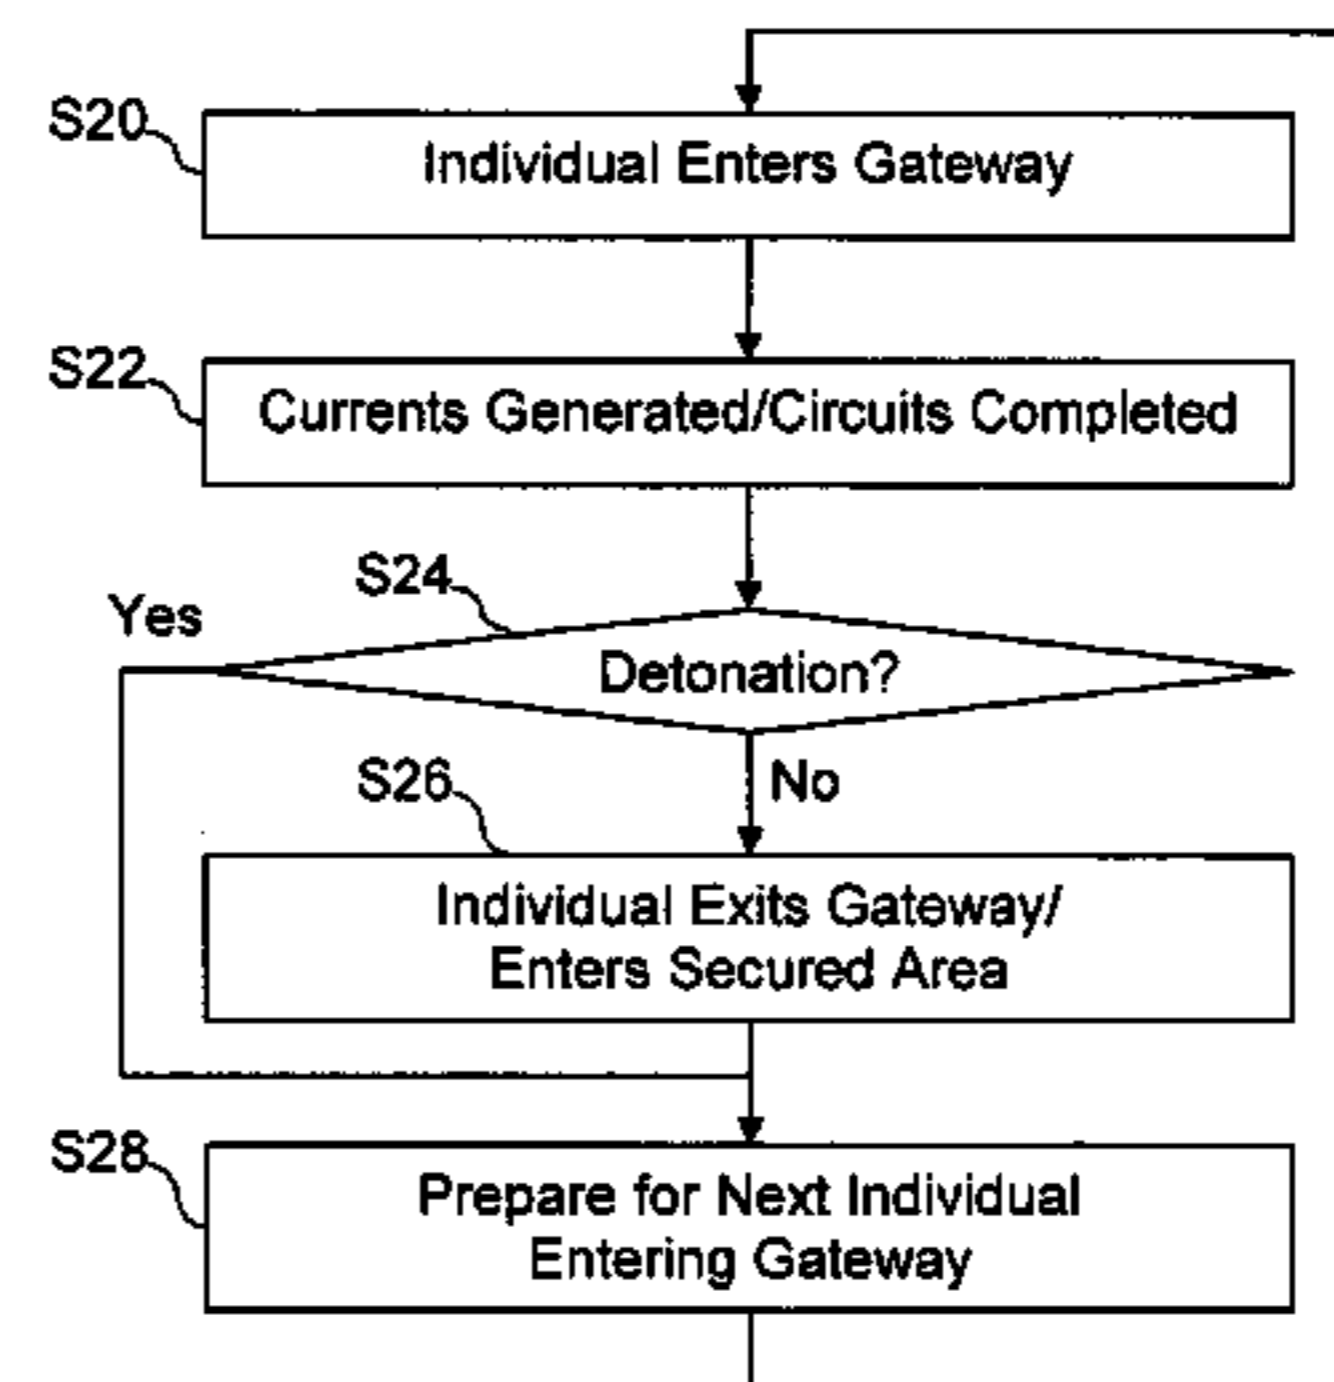 S20
Individual Enters Gateway
S22
Currents Generated/Circuits Completed
S24
Yes
Detonation?
S26
No
Individual Exits Gateway/
Enters Secured Area
S28
Prepare for Next Individual
Entering Gateway